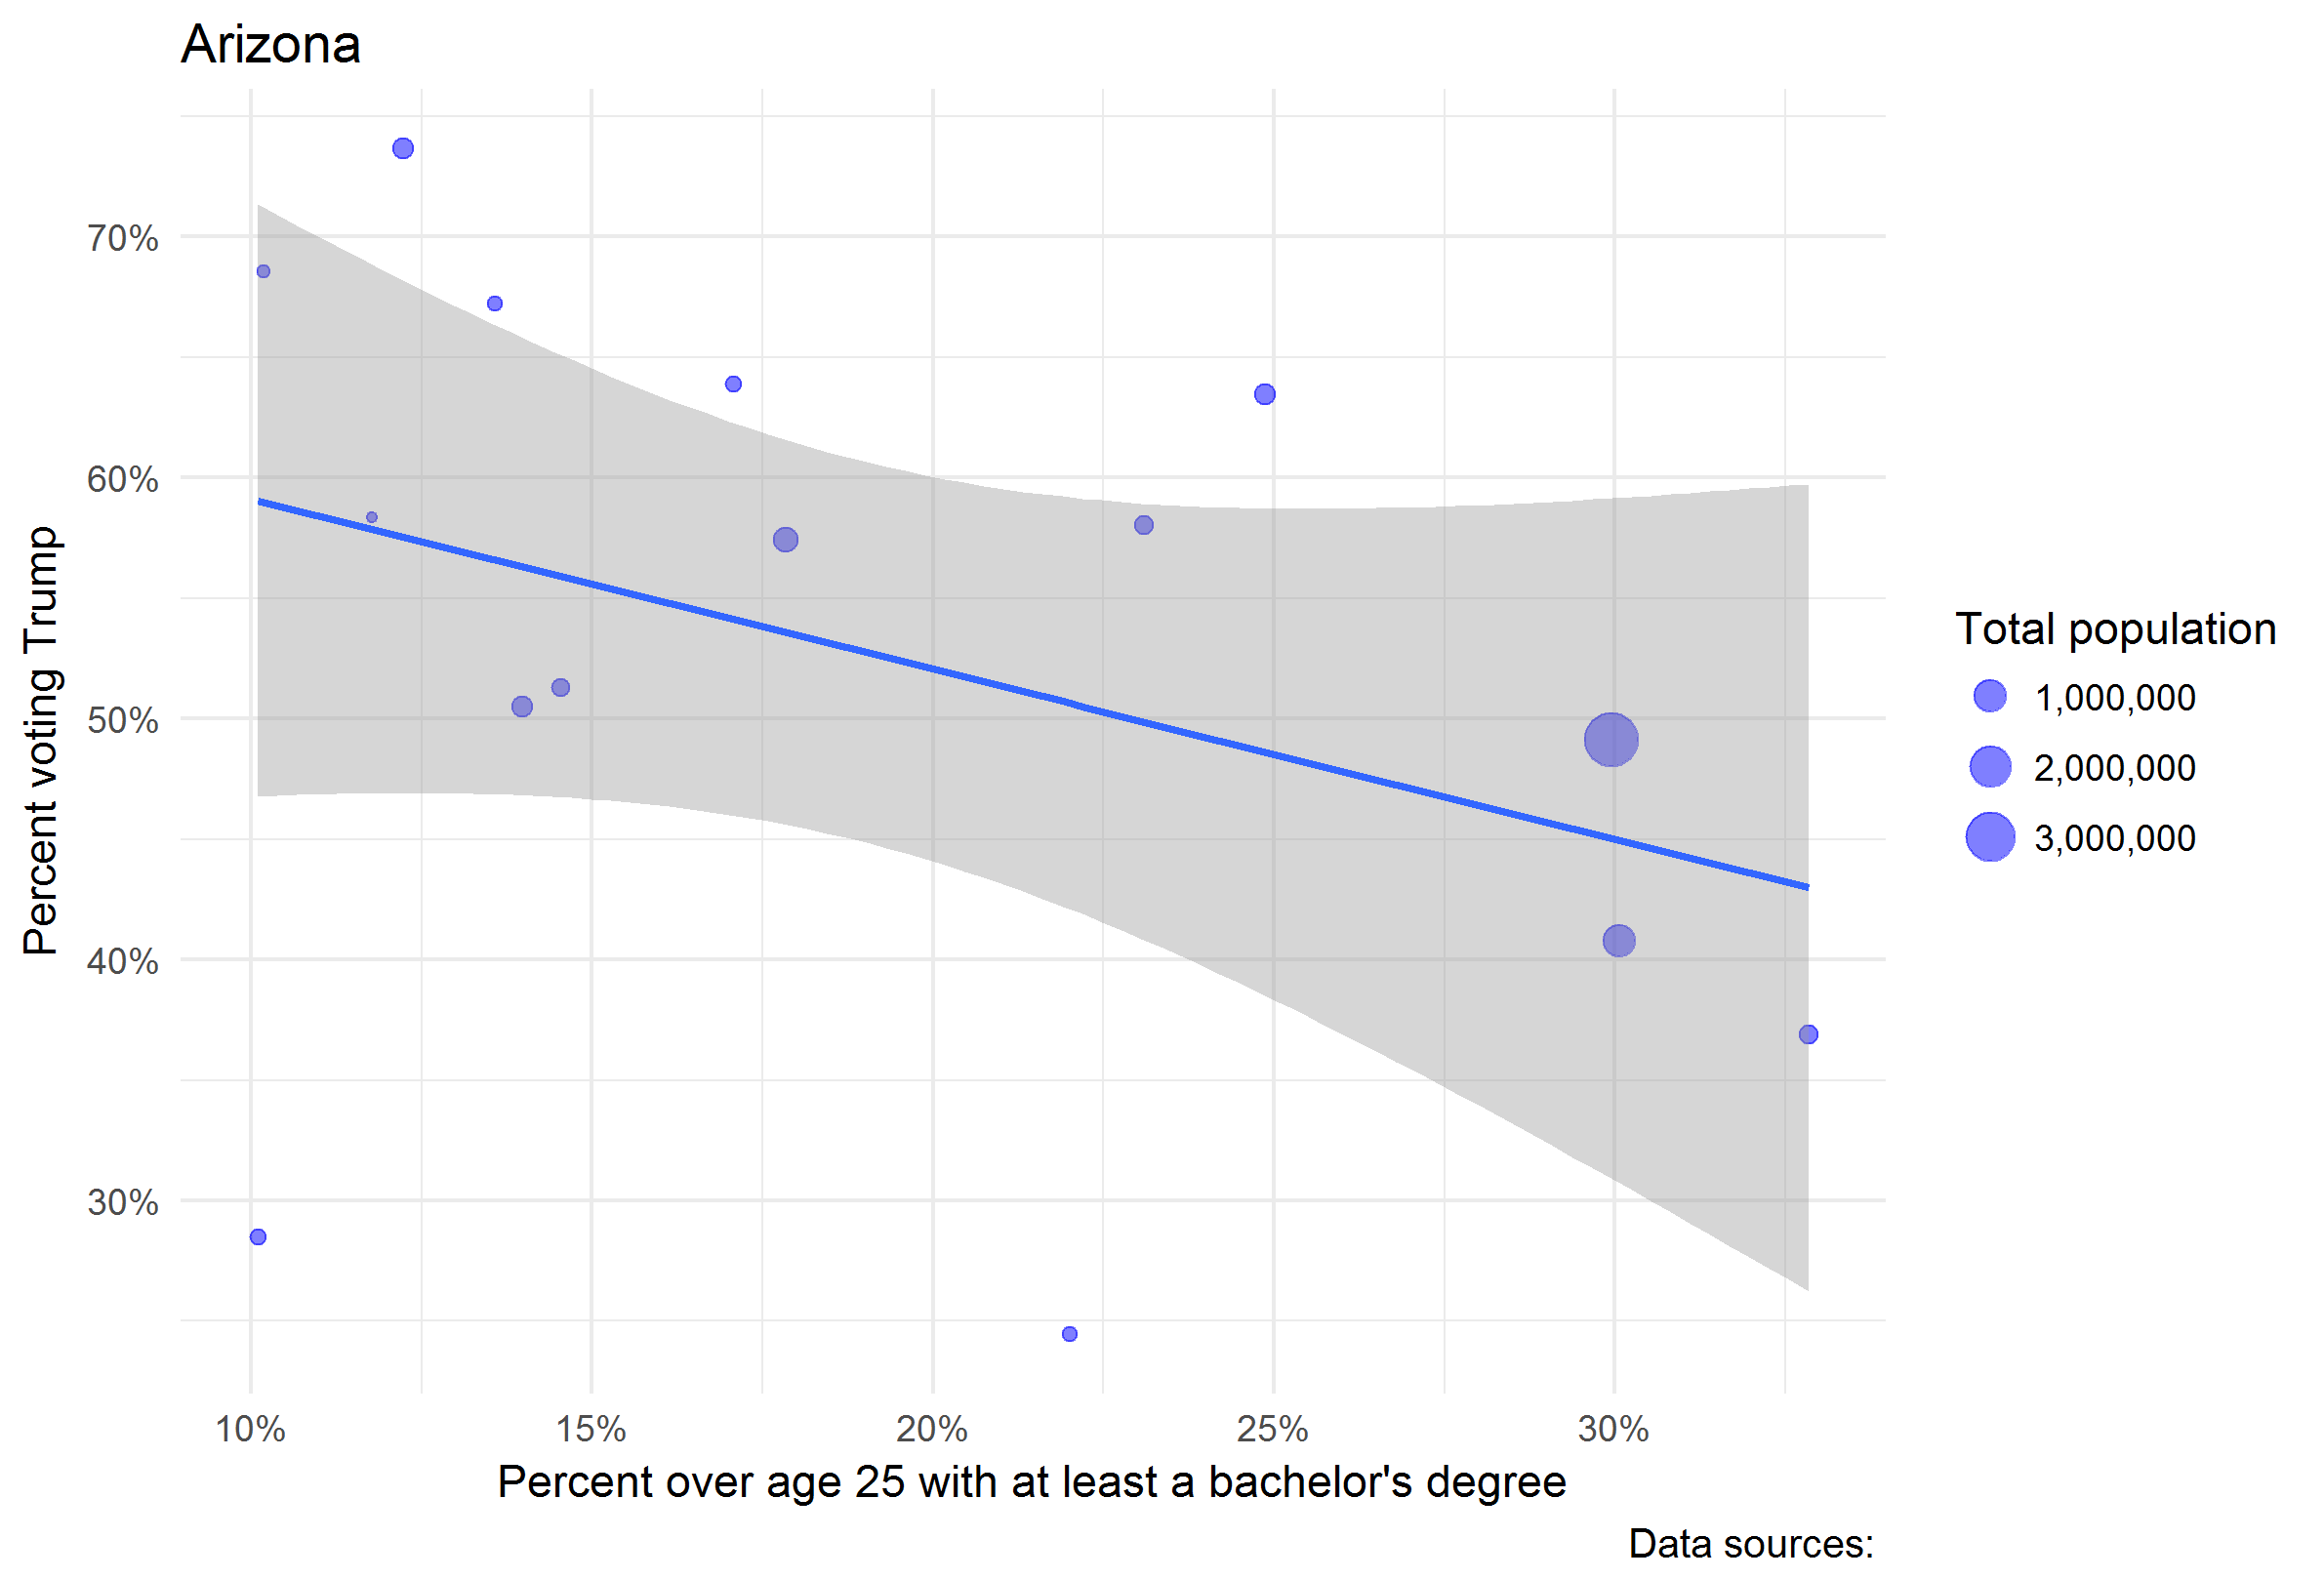 Arizona
70%
60%
50%
40%
30%
Percent voting Trump
10% 15% 20% 25% 30%
Percent over age 25 with at least a bachelor's degree
Total population
1,000,000
2,000,000
3,000,000
Data sources: